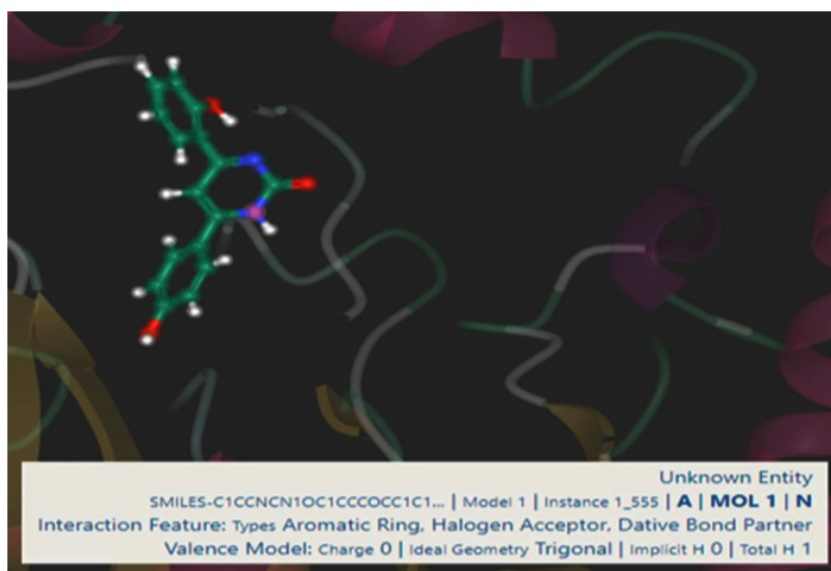 Unknown Entity
SMILES-C1CCNCN1OC1CCCOCC1C1... | Model 1 | Instance 1_555 | A | MOL 1 | N
Interaction Feature: Types Aromatic Ring, Halogen Acceptor, Dative Bond Partner
Valence Model: Charge 0 | Ideal Geometry Trigonal | Implicit H 0 | Total H 1